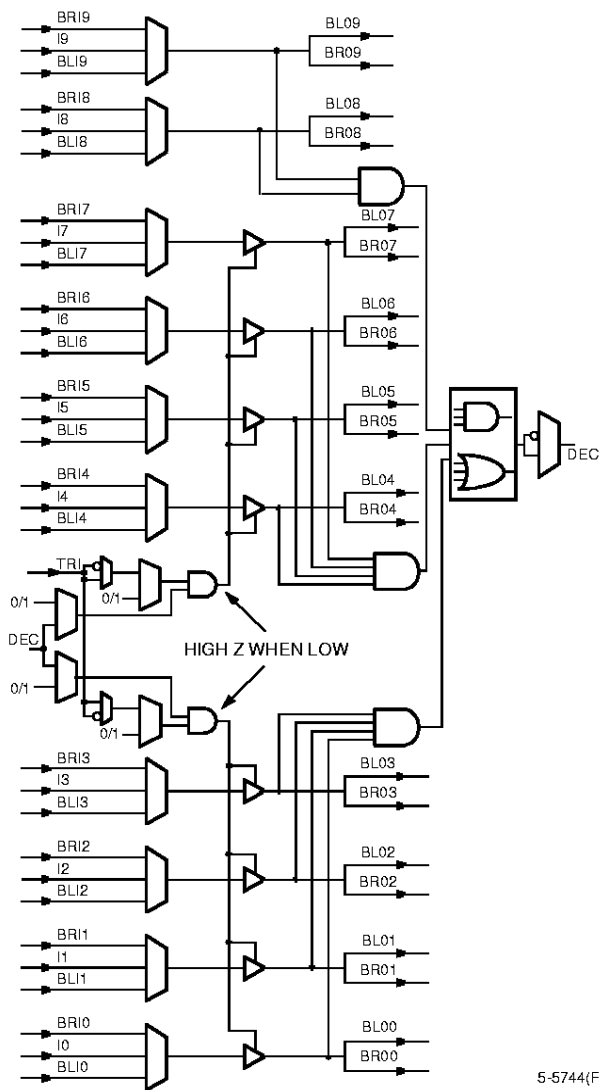 BRI9
I9
BLI9
BL09
BR09
BRI8
I8
BLI8
BL08
BR08
BRI7
I7
BLI7
BL07
BR07
BRI6
I6
BLI6
BL06
BR06
BRI5
I5
BLI5
BL05
BR05
DEC
BRI4
I4
BLI4
BL04
BR04
TRI
0/1
0/1
DEC
HIGH Z WHEN LOW
0/1
0/1
BRI3
I3
BLI3
BL03
BR03
BRI2
I2
BLI2
BL02
BR02
BRI1
I1
BLI1
BL01
BR01
BRI0
I0
BLI0
BL00
BR00
5-5744(F